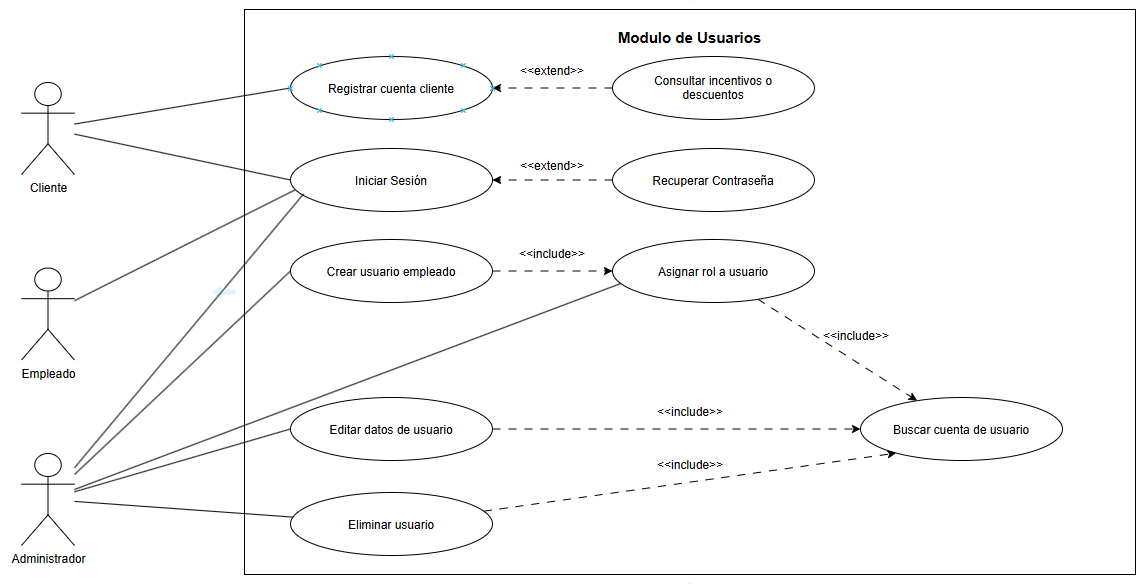 Modulo de Usuarios
Registrar cuenta cliente
<<extend>>
Consultar incentivos o
descuentos
Cliente
Iniciar Sesión
<<extend>>
Recuperar Contraseña
Crear usuario empleado
<<include>>
Asignar rol a usuario
Empleado
<<include>>
Editar datos de usuario
<<include>>
Buscar cuenta de usuario
<<include>>
Eliminar usuario
Administrador